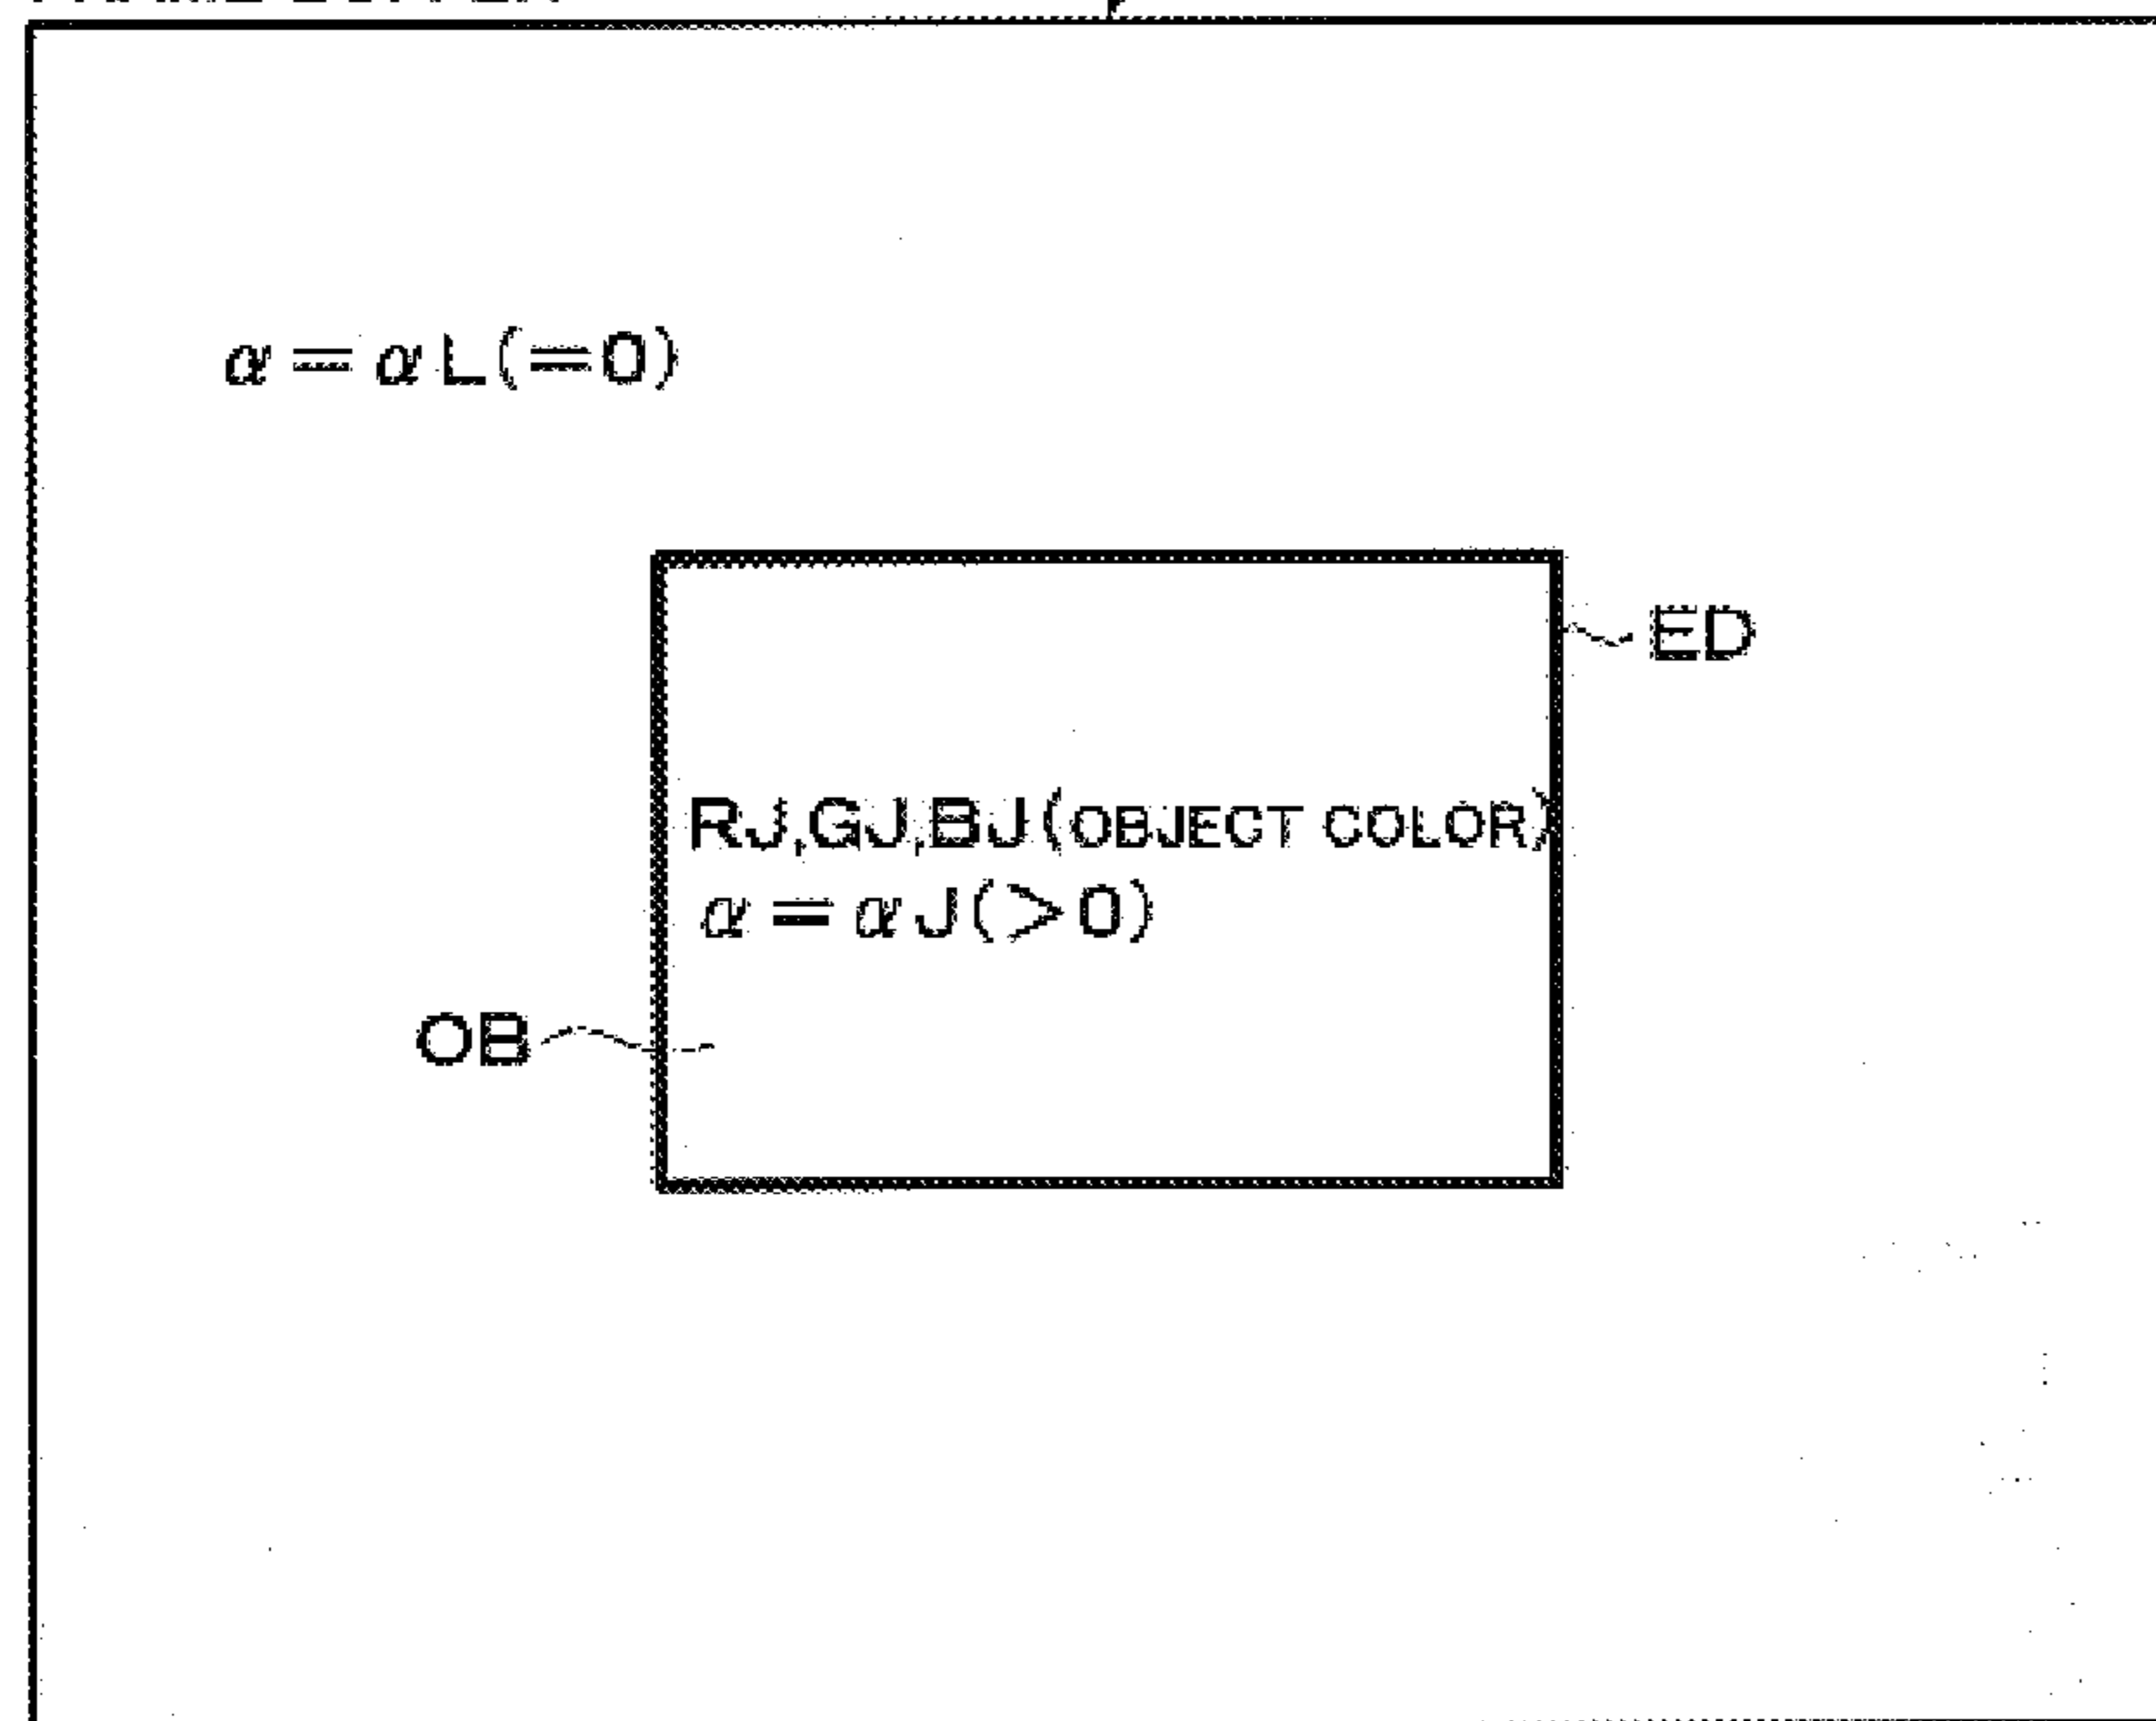 α=αL(=0)
ED
RJ,GJ,BJ(OBJECT COLOR)
α=αJ(>0)
OB